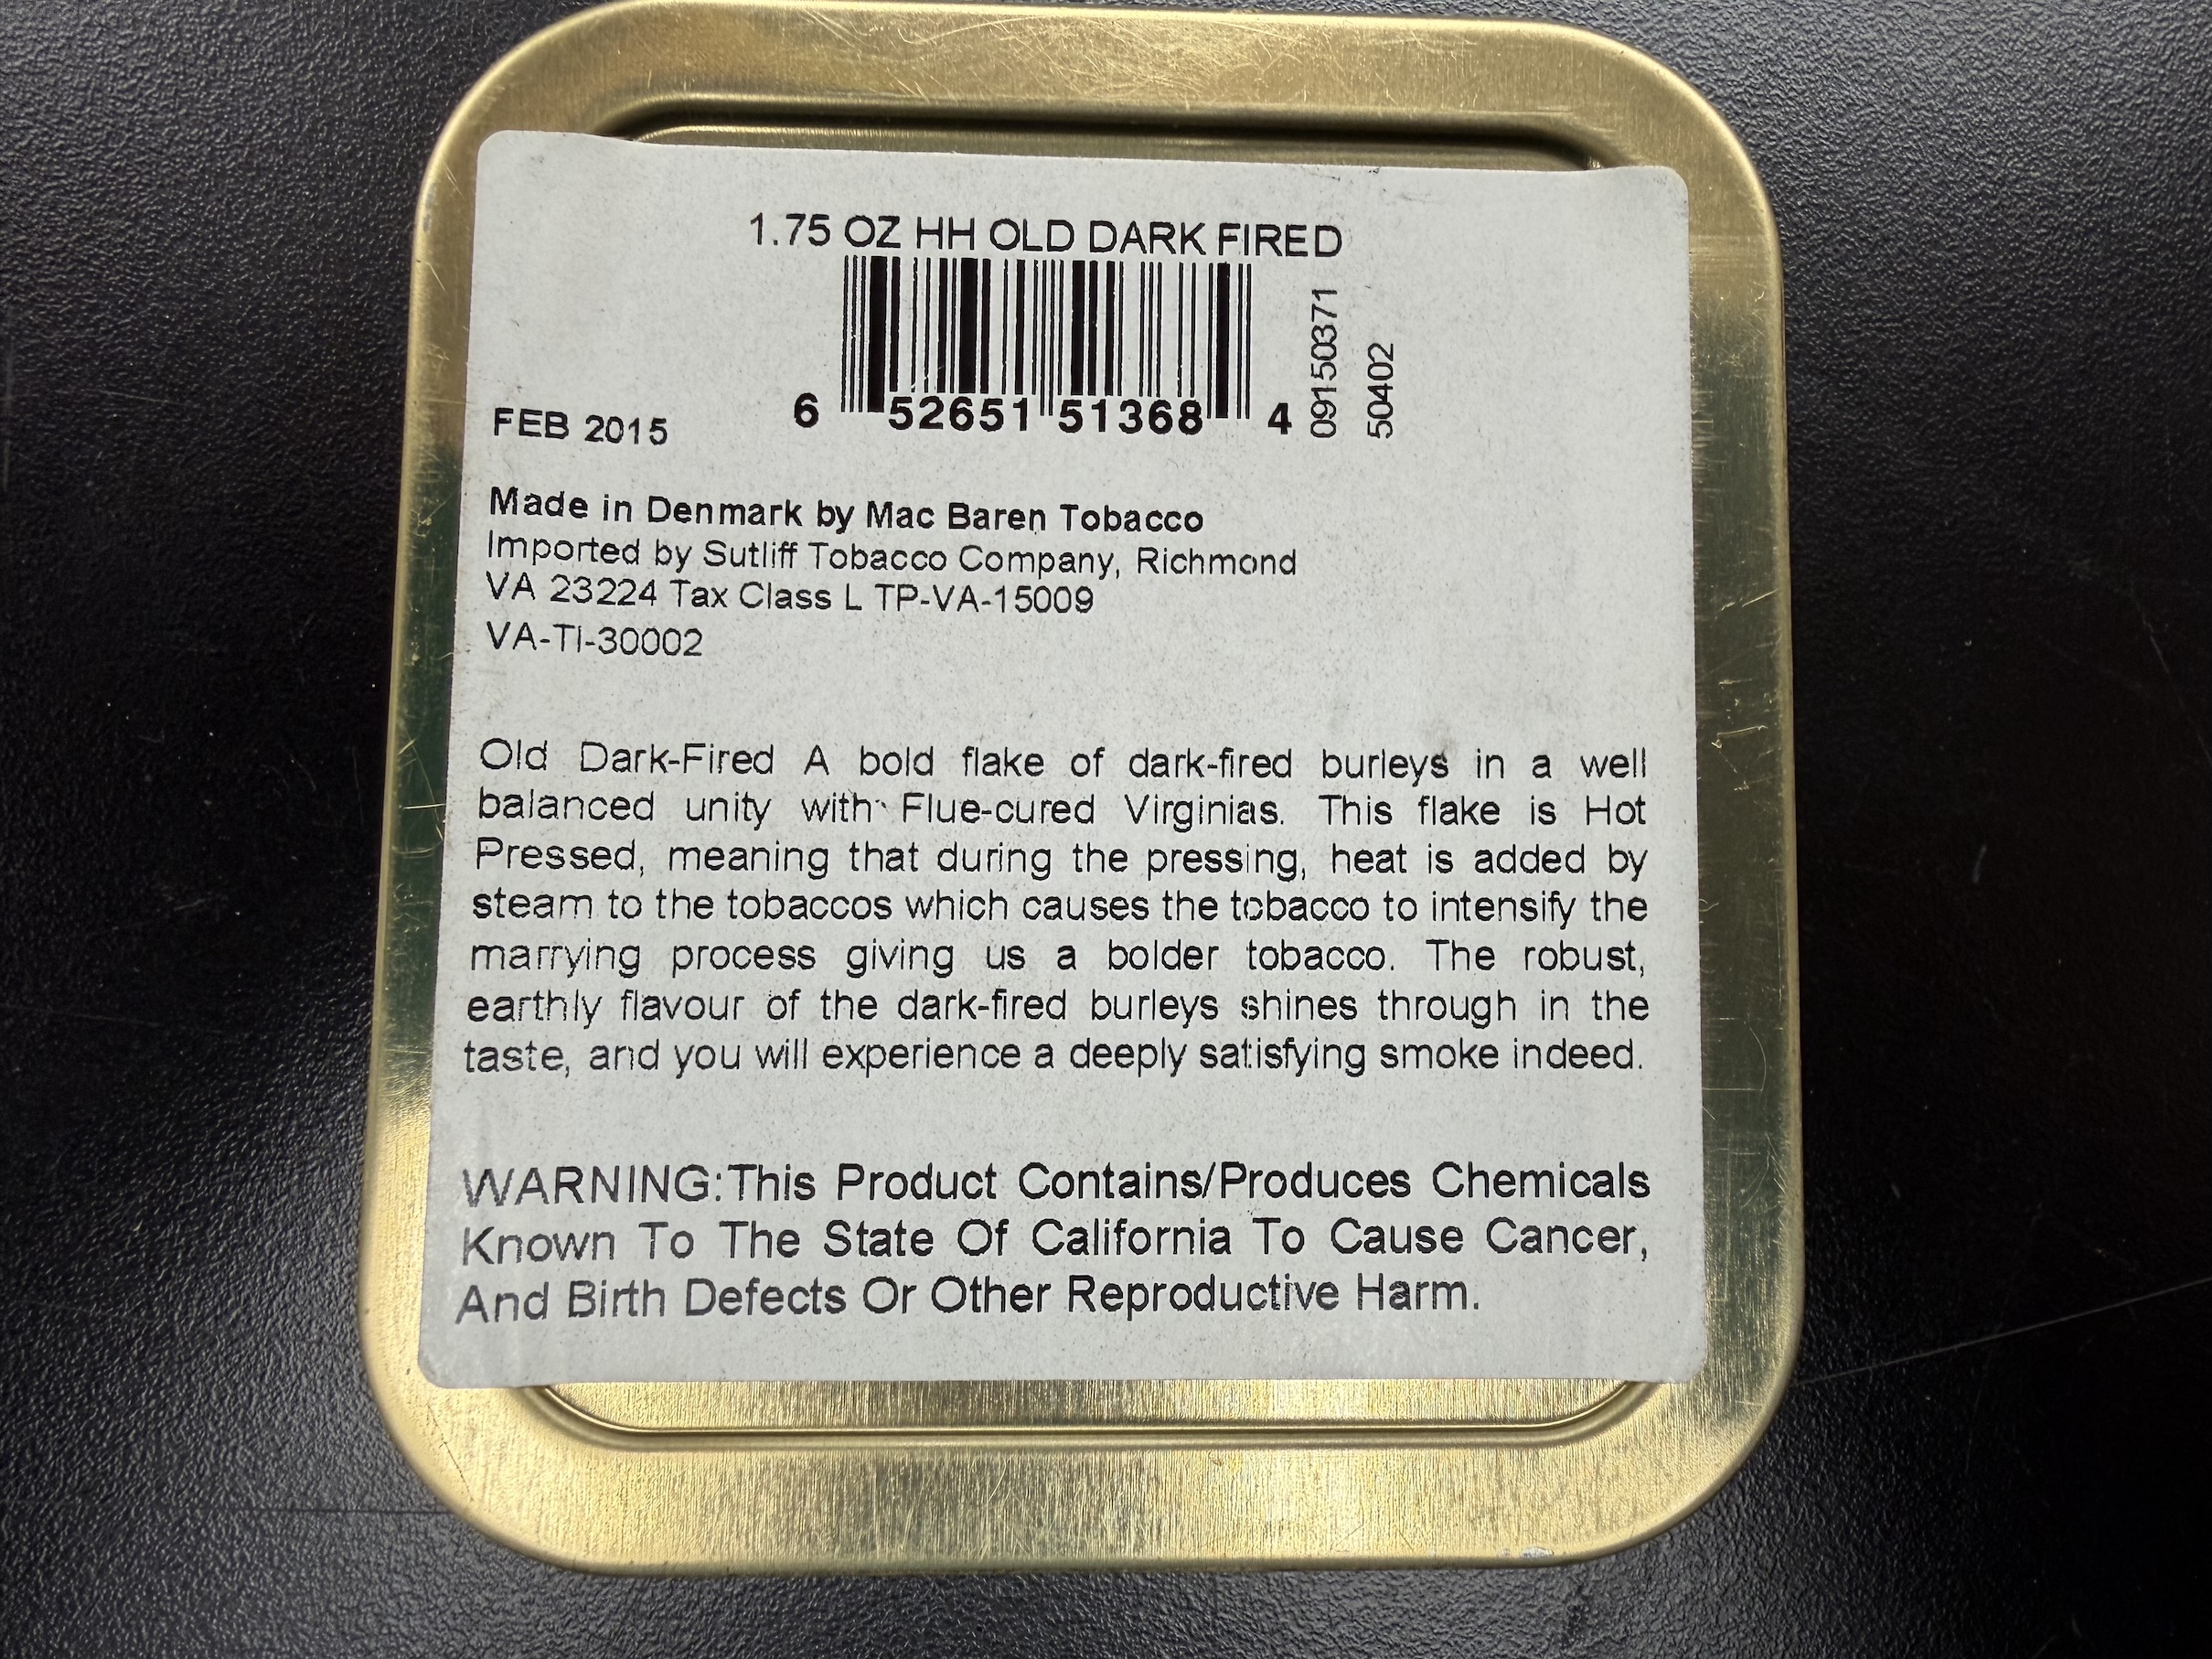 1.75 OZ HH OLD DARK FIRED
6 52651 51368 4
09150371
50402
FEB 2015
Made in Denmark by Mac Baren Tobacco
Imported by Sutliff Tobacco Company, Richmond
VA 23224 Tax Class L TP-VA-15009
VA-TI-30002
Old Dark-Fired A bold flake of dark-fired burleys in a well
balanced unity with Flue-cured Virginias. This flake is Hot
Pressed, meaning that during the pressing, heat is added by
steam to the tobaccos which causes the tobacco to intensify the
marrying process giving us a bolder tobacco. The robust,
earthly flavour of the dark-fired burleys shines through in the
taste, and you will experience a deeply satisfying smoke indeed.
WARNING:This Product Contains/Produces Chemicals
Known To The State Of California To Cause Cancer,
And Birth Defects Or Other Reproductive Harm.